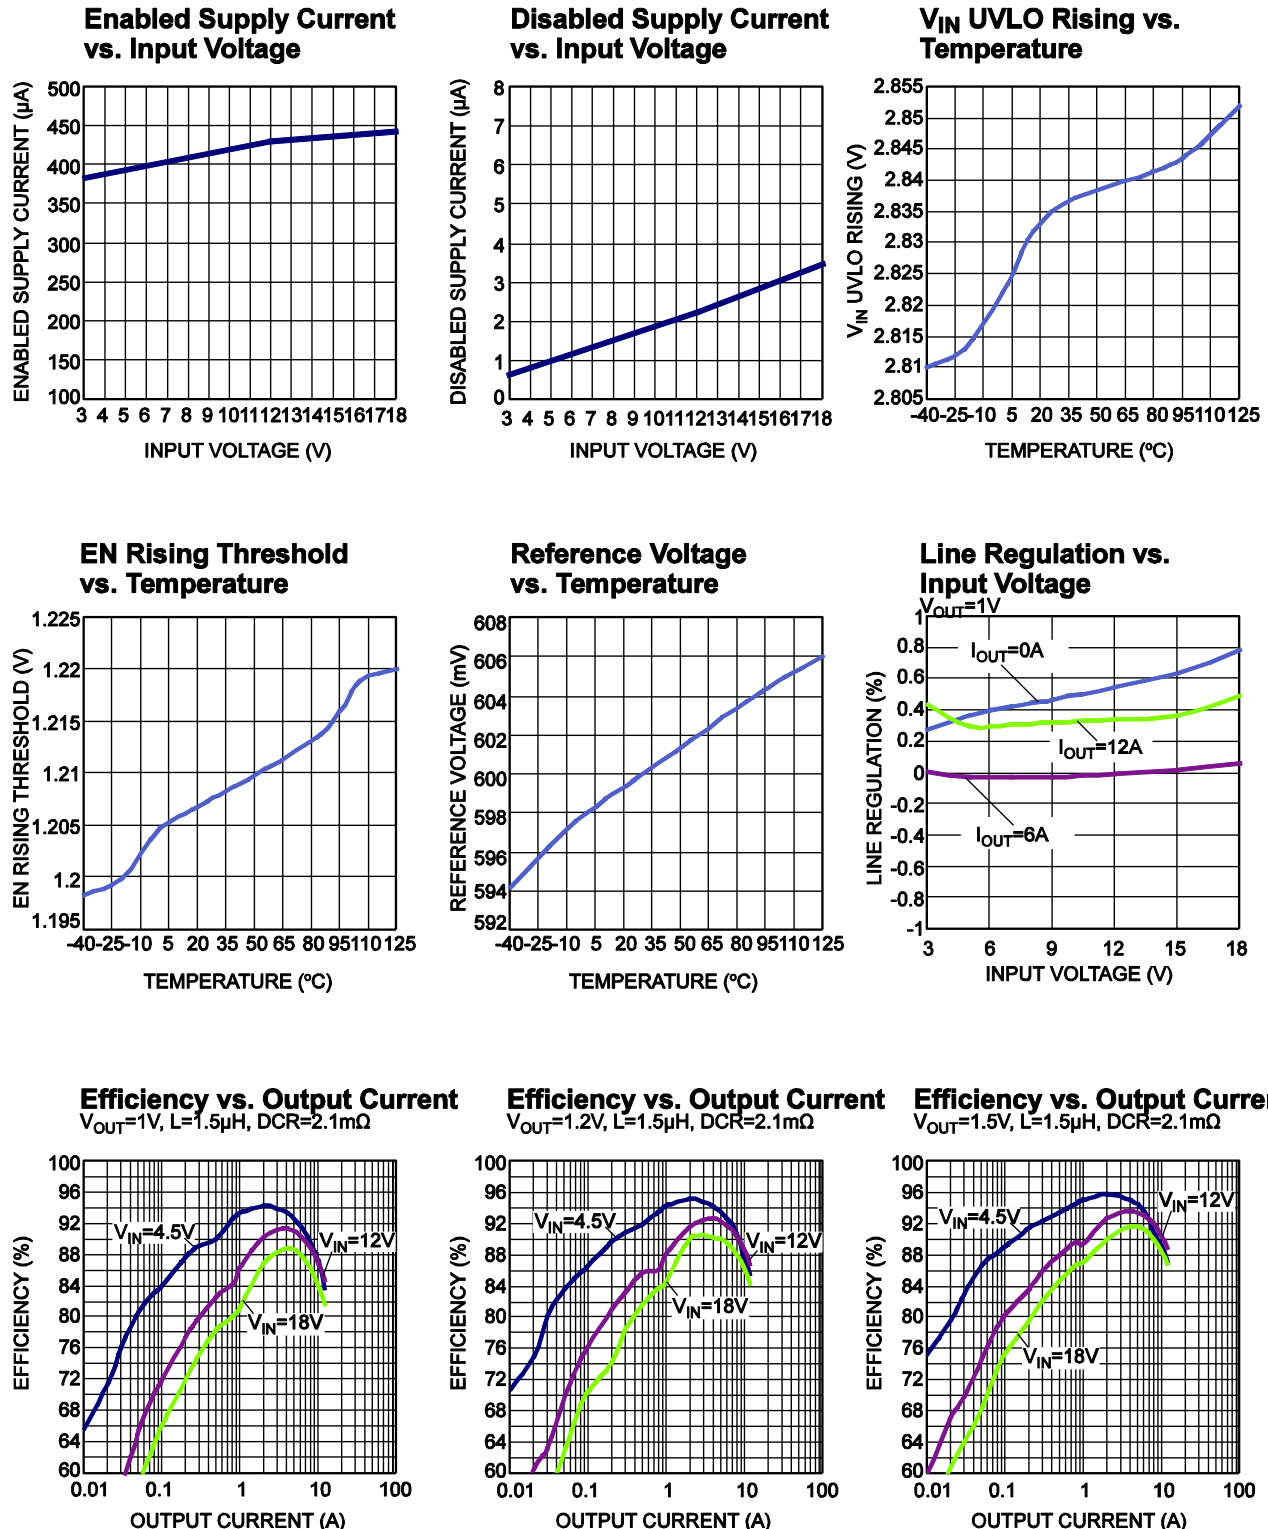 Enabled Supply Current
vs. Input Voltage
ENABLED SUPPLY CURRENT (µA)
500
450
400
350
300
250
200
150
100
3 4 5 6 7 8 9 10 11 12 13 14 15 16 17 18
INPUT VOLTAGE (V)
Disabled Supply Current
vs. Input Voltage
DISABLED SUPPLY CURRENT (µA)
8
7
6
5
4
3
2
1
0
3 4 5 6 7 8 9 10 11 12 13 14 15 16 17 18
INPUT VOLTAGE (V)
VIN UVLO Rising vs.
Temperature
VIN UVLO RISING (V)
2.855
2.85
2.845
2.84
2.835
2.83
2.825
2.82
2.815
2.81
2.805
-40 -25 -10 5 20 35 50 65 80 95 110 125
TEMPERATURE (ºC)
EN Rising Threshold
vs. Temperature
EN RISING THRESHOLD (V)
1.225
1.22
1.215
1.21
1.205
1.2
1.195
-40 -25 -10 5 20 35 50 65 80 95 110 125
TEMPERATURE (ºC)
Reference Voltage
vs. Temperature
REFERENCE VOLTAGE (mV)
608
606
604
602
600
598
596
594
592
-40 -25 -10 5 20 35 50 65 80 95 110 125
TEMPERATURE (ºC)
Line Regulation vs.
Input Voltage
VOUT=1V
LINE REGULATION (%)
1
0.8
0.6
0.4
0.2
0
-0.2
-0.4
-0.6
-0.8
-1
IOUT=0A
IOUT=12A
IOUT=6A
3 6 9 12 15 18
INPUT VOLTAGE (V)
Efficiency vs. Output Current
VOUT=1V, L=1.5µH, DCR=2.1mΩ
EFFICIENCY (%)
100
96
92
88
84
80
76
72
68
64
60
VIN=4.5V
VIN=12V
VIN=18V
0.01 0.1 1 10 100
OUTPUT CURRENT (A)
Efficiency vs. Output Current
VOUT=1.2V, L=1.5µH, DCR=2.1mΩ
EFFICIENCY (%)
100
96
92
88
84
80
76
72
68
64
60
VIN=4.5V
VIN=12V
VIN=18V
0.01 0.1 1 10 100
OUTPUT CURRENT (A)
Efficiency vs. Output Curre
VOUT=1.5V, L=1.5µH, DCR=2.1mΩ
EFFICIENCY (%)
100
96
92
88
84
80
76
72
68
64
60
VIN=12V
VIN=4.5V
VIN=18V
0.01 0.1 1 10 100
OUTPUT CURRENT (A)